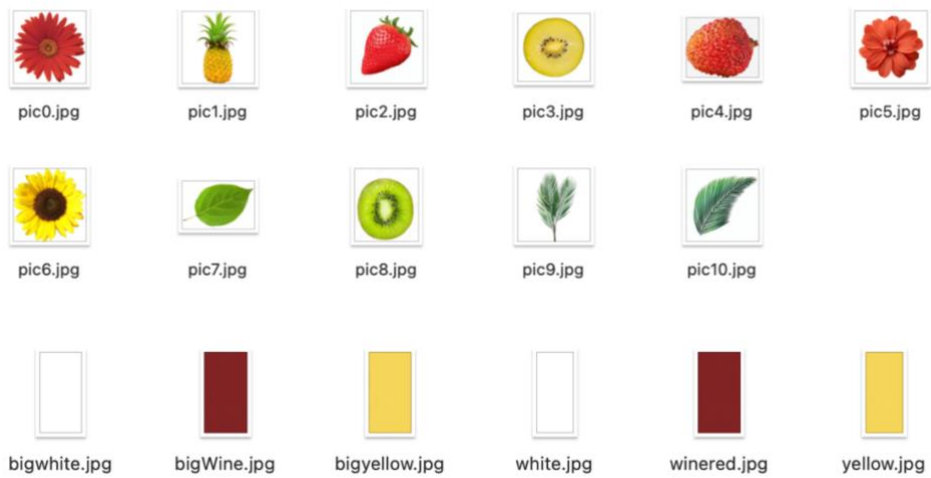 pic0.jpg pic1.jpg pic2.jpg pic3.jpg pic4.jpg pic5.jpg
pic6.jpg pic7.jpg pic8.jpg pic9.jpg pic10.jpg
bigwhite.jpg bigWine.jpg bigyellow.jpg white.jpg winered.jpg yellow.jpg